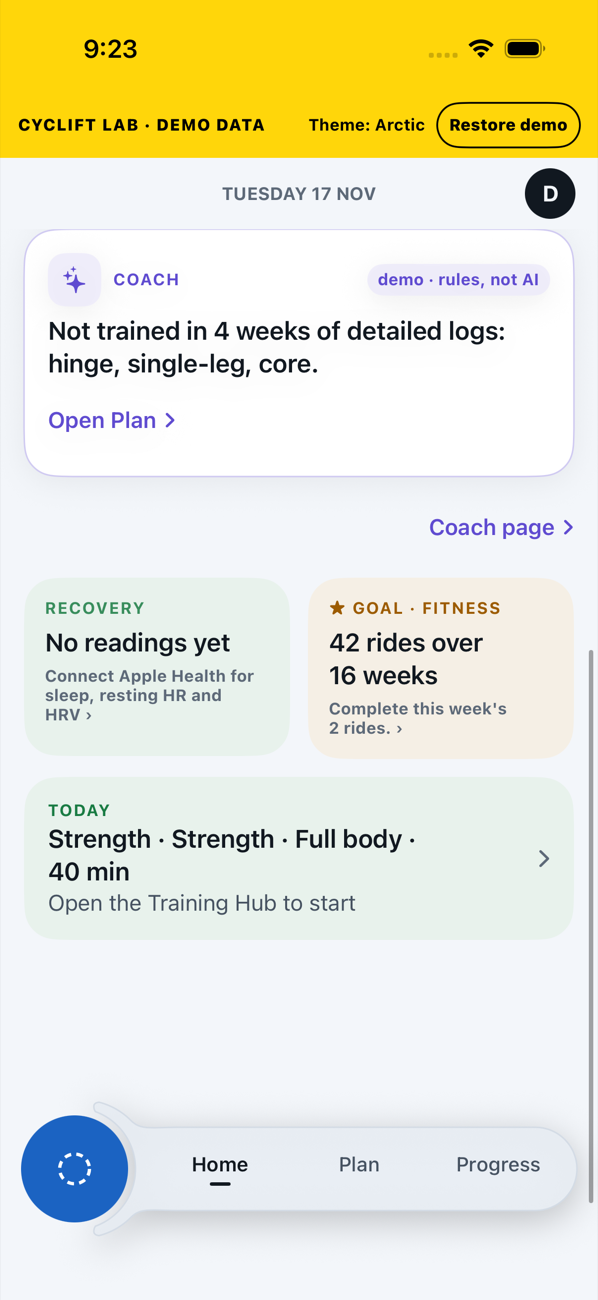 9:23
CYCLIFT LAB · DEMO DATA
Theme: Arctic
Restore demo
TUESDAY 17 NOV
D
COACH
demo · rules, not AI
Not trained in 4 weeks of detailed logs:
hinge, single-leg, core.
Open Plan ›
Coach page ›
RECOVERY
No readings yet
Connect Apple Health for
sleep, resting HR and
HRV ›
★ GOAL · FITNESS
42 rides over
16 weeks
Complete this week's
2 rides. ›
TODAY
Strength · Strength · Full body ·
40 min
Open the Training Hub to start
Home
Plan
Progress